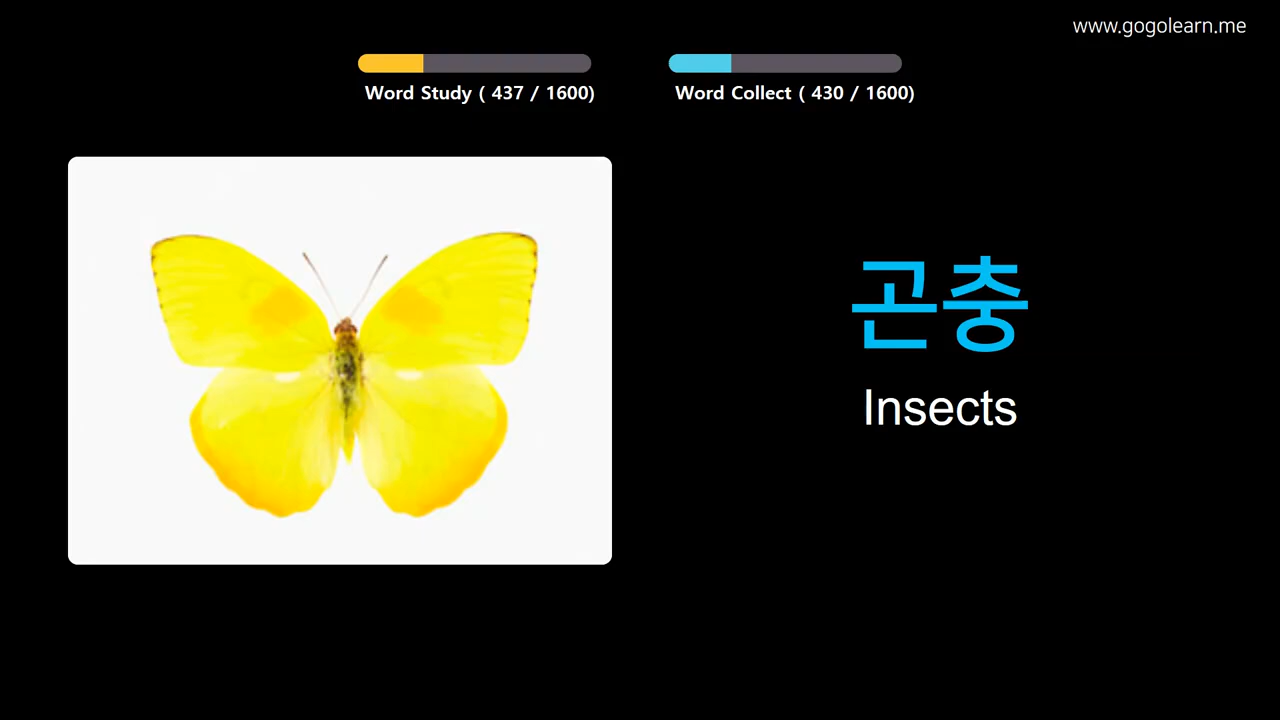 www.gogolearn.me
Word Study ( 437 / 1600)
Word Collect ( 430 / 1600)
곤충
Insects